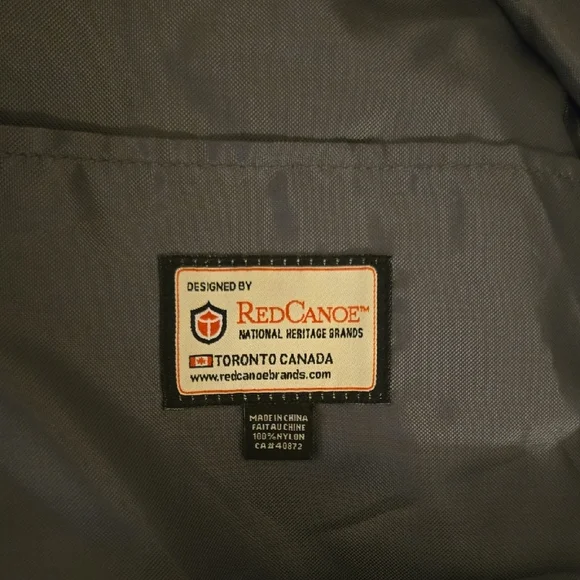 DESIGNED BY
REDCANOE™
NATIONAL HERITAGE BRANDS
TORONTO CANADA
www.redcanoebrands.com
MADE IN CHINA
FAIT AU CHINE
100% NYLON
CA#40872